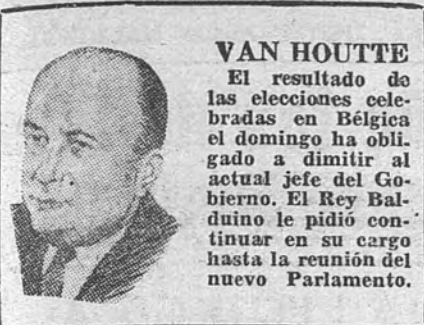 VAN HOUTTE
El resultado de
las elecciones cele-
bradas en Bélgica
el domingo ha obli-
gado a dimitir al
actual jefe del Go-
bierno. El Rey Bal-
duino le pidió con-
tinuar en su cargo
hasta la reunión del
nuevo Parlamento.